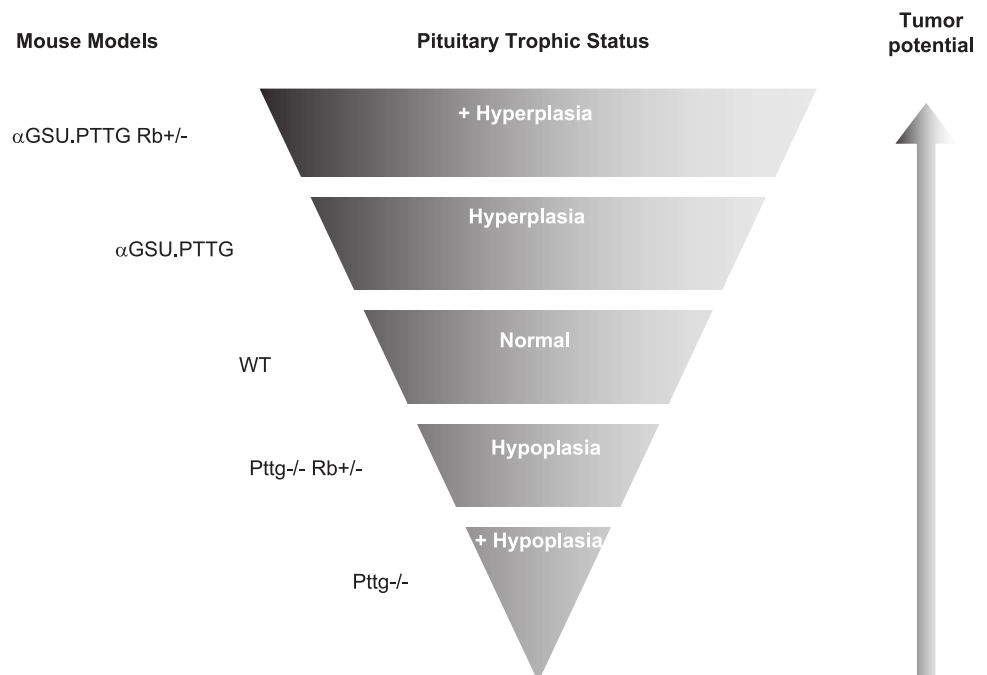 Mouse Models
Pituitary Trophic Status
Tumor
potential
αGSU.PTTG Rb+/-
+ Hyperplasia
αGSU.PTTG
Hyperplasia
WT
Normal
Pttg-/- Rb+/-
Hypoplasia
Pttg-/-
+ Hypoplasia